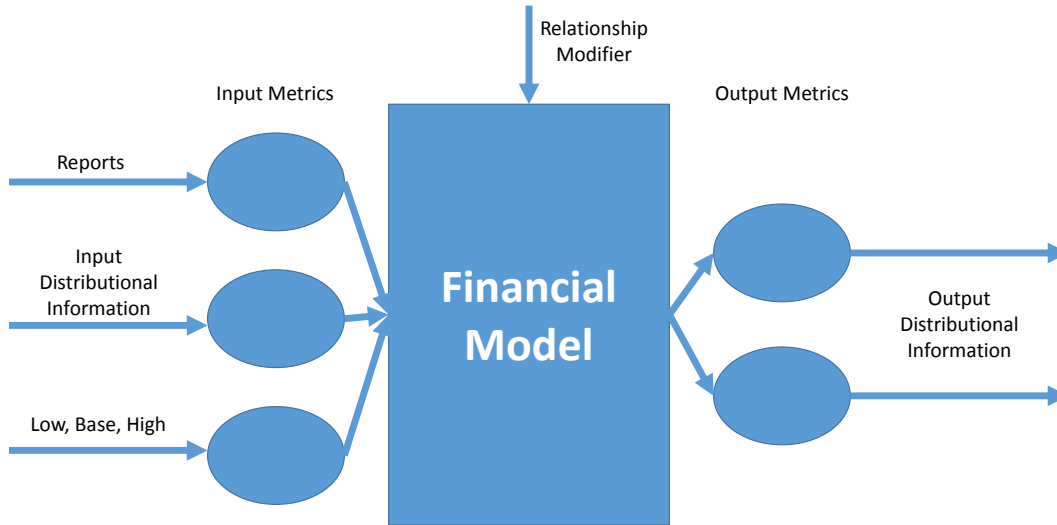 Relationship
Modifier
Input Metrics
Output Metrics
Reports
Input
Distributional
Information
Financial
Model
Output
Distributional
Information
Low, Base, High